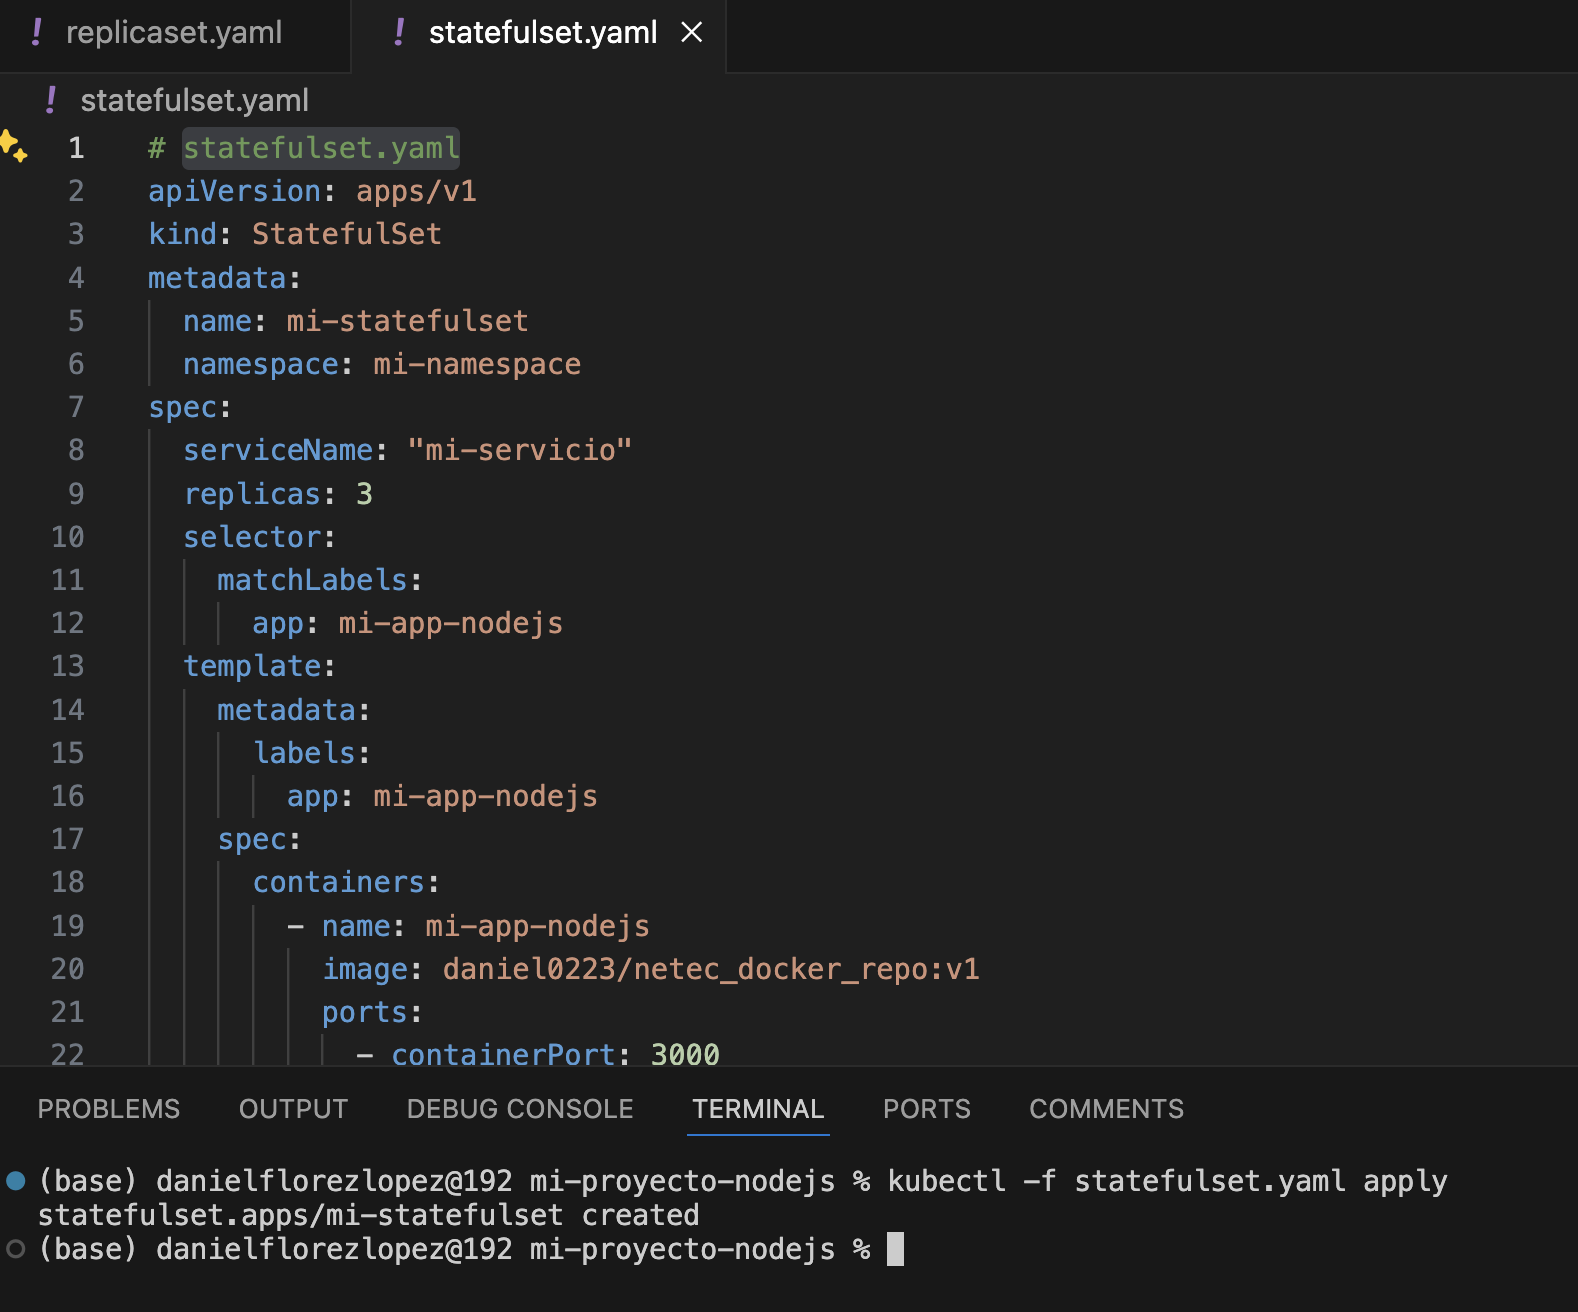 replicaset.yaml statefulset.yaml
statefulset.yaml
1 # statefulset.yaml
2 apiVersion: apps/v1
3 kind: StatefulSet
4 metadata:
5 name: mi-statefulset
6 namespace: mi-namespace
7 spec:
8 serviceName: "mi-servicio"
9 replicas: 3
10 selector:
11 matchLabels:
12 app: mi-app-nodejs
13 template:
14 metadata:
15 labels:
16 app: mi-app-nodejs
17 spec:
18 containers:
19 - name: mi-app-nodejs
20 image: daniel0223/netec_docker_repo:v1
21 ports:
22 - containerPort: 3000
PROBLEMS OUTPUT DEBUG CONSOLE TERMINAL PORTS COMMENTS
(base) danielflorezlopez@192 mi-proyecto-nodejs % kubectl -f statefulset.yaml apply
statefulset.apps/mi-statefulset created
(base) danielflorezlopez@192 mi-proyecto-nodejs %